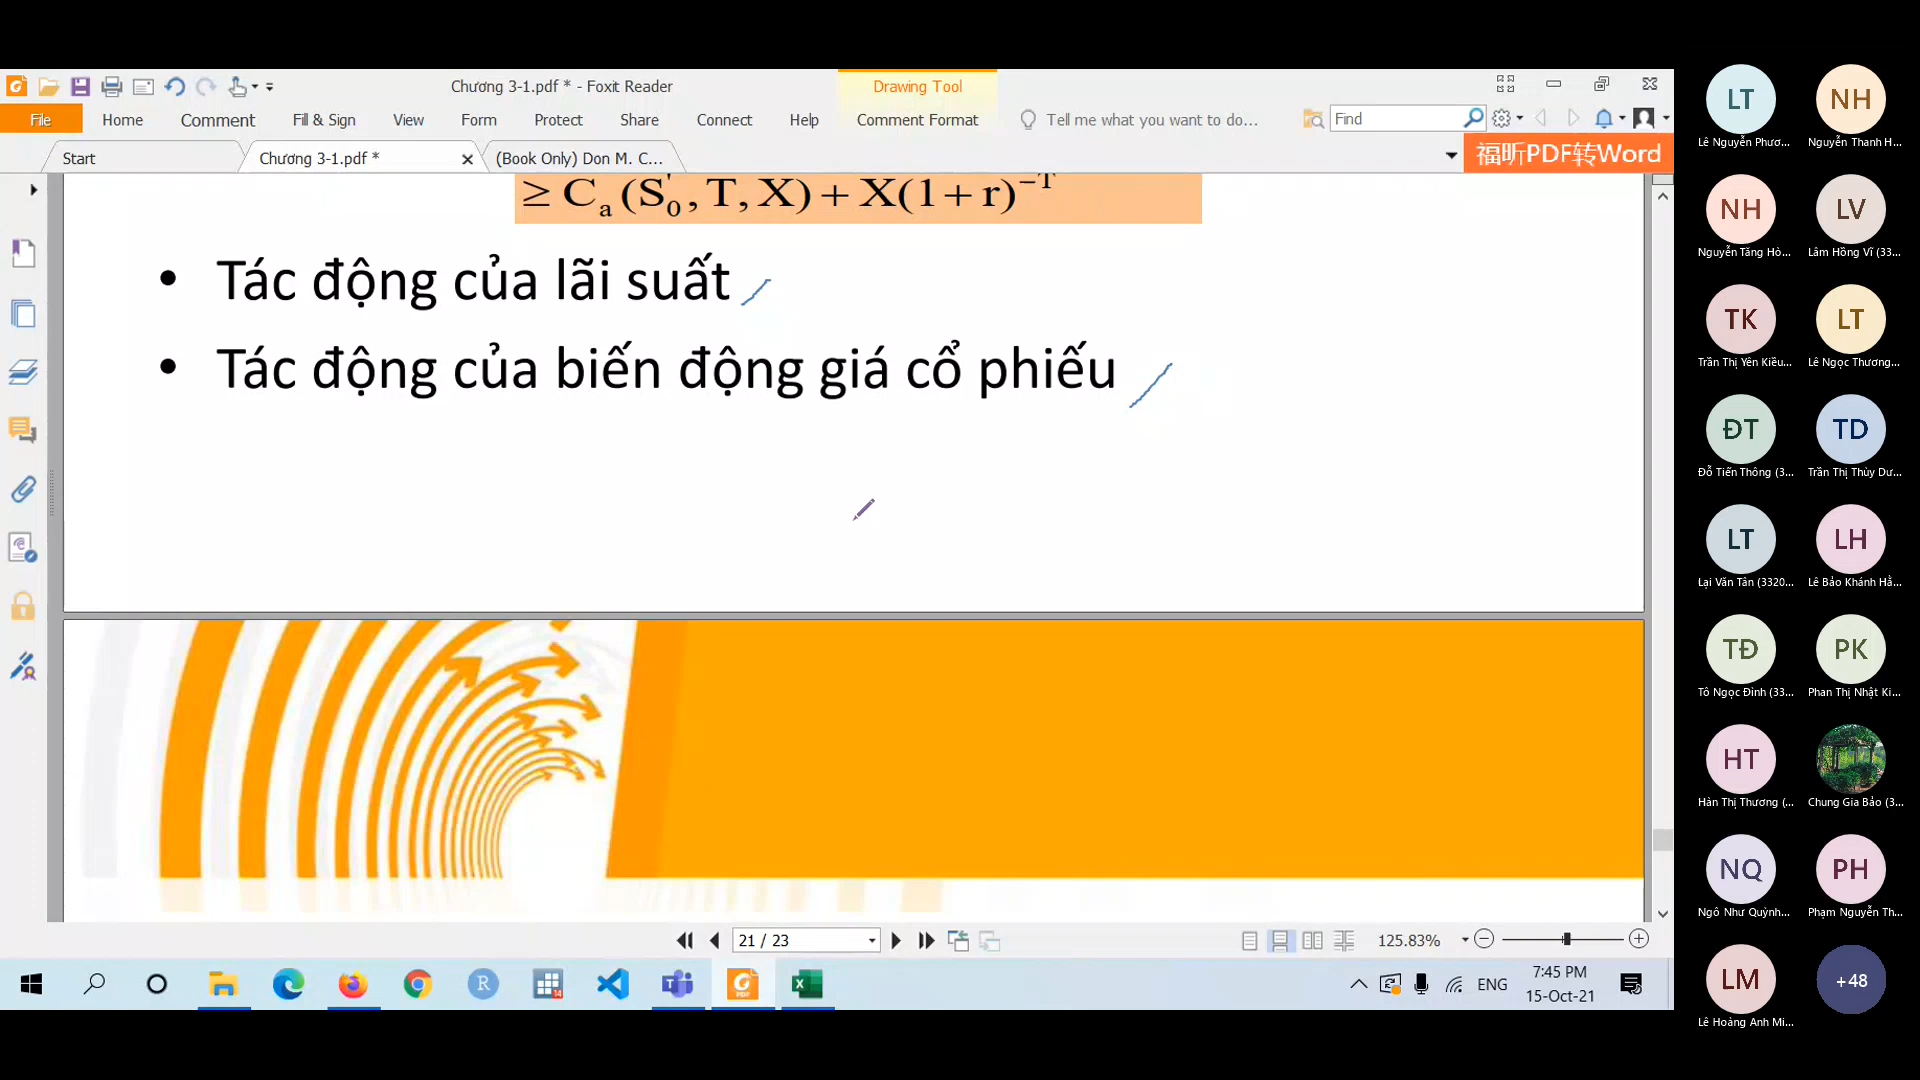 Chương 3-1.pdf * - Foxit Reader
Drawing Tool
File Home Comment Fill & Sign View Form Protect Share Connect Help Comment Format Tell me what you want to do... Find
Start Chương 3-1.pdf * (Book Only) Don M. C... 福昕PDF转Word
≥ Cₐ(S₀', T, X) + X(1 + r)⁻ᵀ
• Tác động của lãi suất
• Tác động của biến động giá cổ phiếu
21 / 23 125.83%
ENG 7:45 PM
15-Oct-21
LT NH
Lê Nguyễn Phươ... Nguyễn Thanh H...
NH LV
Nguyễn Tăng Hò... Lâm Hồng Vĩ (33...
TK LT
Trần Thị Yên Kiều... Lê Ngọc Thương...
ĐT TD
Đỗ Tiến Thông (3... Trần Thị Thùy Dư...
LT LH
Lại Văn Tân (3320... Lê Bảo Khánh Hằ...
TĐ PK
Tô Ngọc Đình (33... Phan Thị Nhật Ki...
HT
Hàn Thị Thương (... Chung Gia Bảo (3...
NQ PH
Ngô Như Quỳnh... Phạm Nguyễn Th...
LM +48
Lê Hoàng Anh Mi...